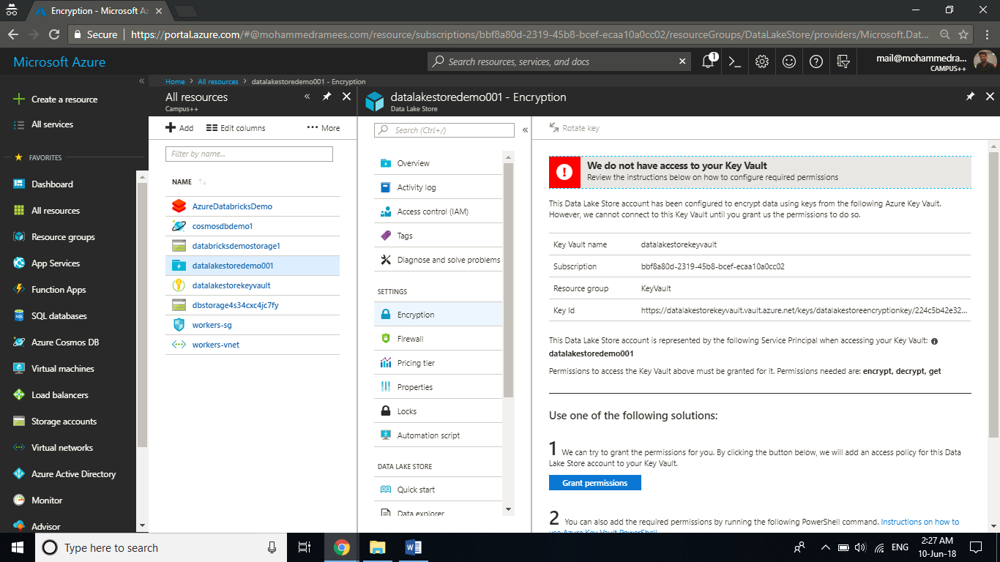 Encryption - Microsoft Az
Secure
https://portal.azure.com/#@mohammedramees.com/resource/subscriptions/bbf8a80d-2319-45b8-bcef-ecaa10a0cc02/resourceGroups/DataLakeStore/providers/Microsoft.Dat...
Microsoft Azure
Search resources, services, and docs
1
mail@mohammedra...
CAMPUS++
Create a resource
All services
FAVORITES
Dashboard
All resources
Resource groups
App Services
Function Apps
SQL databases
Azure Cosmos DB
Virtual machines
Load balancers
Storage accounts
Virtual networks
Azure Active Directory
Monitor
Advisor
Home > All resources > datalakestoredemo001 - Encryption
All resources
Campus++
Add
Edit columns
More
Filter by name...
NAME
AzureDatabricksDemo
cosmosdbdemo1
databricksdemostorage1
datalakestoredemo001
datalakestorekeyvault
dbstorage4s34cxc4jc7fy
workers-sg
workers-vnet
datalakestoredemo001 - Encryption
Data Lake Store
Search (Ctrl+/)
Overview
Activity log
Access control (IAM)
Tags
Diagnose and solve problems
SETTINGS
Encryption
Firewall
Pricing tier
Properties
Locks
Automation script
DATA LAKE STORE
Quick start
Data explorer
Rotate key
We do not have access to your Key Vault
Review the instructions below on how to configure required permissions
This Data Lake Store account has been configured to encrypt data using keys from the following Azure Key Vault.
However, we cannot connect to this Key Vault until you grant us the permissions to do so.
Key Vault name datalakestorekeyvault
Subscription bbf8a80d-2319-45b8-bcef-ecaa10a0cc02
Resource group KeyVault
Key Id https://datalakestorekeyvault.vault.azure.net/keys/datalakestoreencryptionkey/224c5b42e32...
This Data Lake Store account is represented by the following Service Principal when accessing your Key Vault:
datalakestoredemo001
Permissions to access the Key Vault above must be granted for it. Permissions needed are: encrypt, decrypt, get
Use one of the following solutions:
1 We can try to grant the permissions for you. By clicking the button below, we will add an access policy for this Data
Lake Store account to your Key Vault.
Grant permissions
2 You can also add the required permissions by running the following PowerShell command. Instructions on how to
use Azure Key Vault PowerShell
Type here to search
ENG
2:27 AM
10-Jun-18